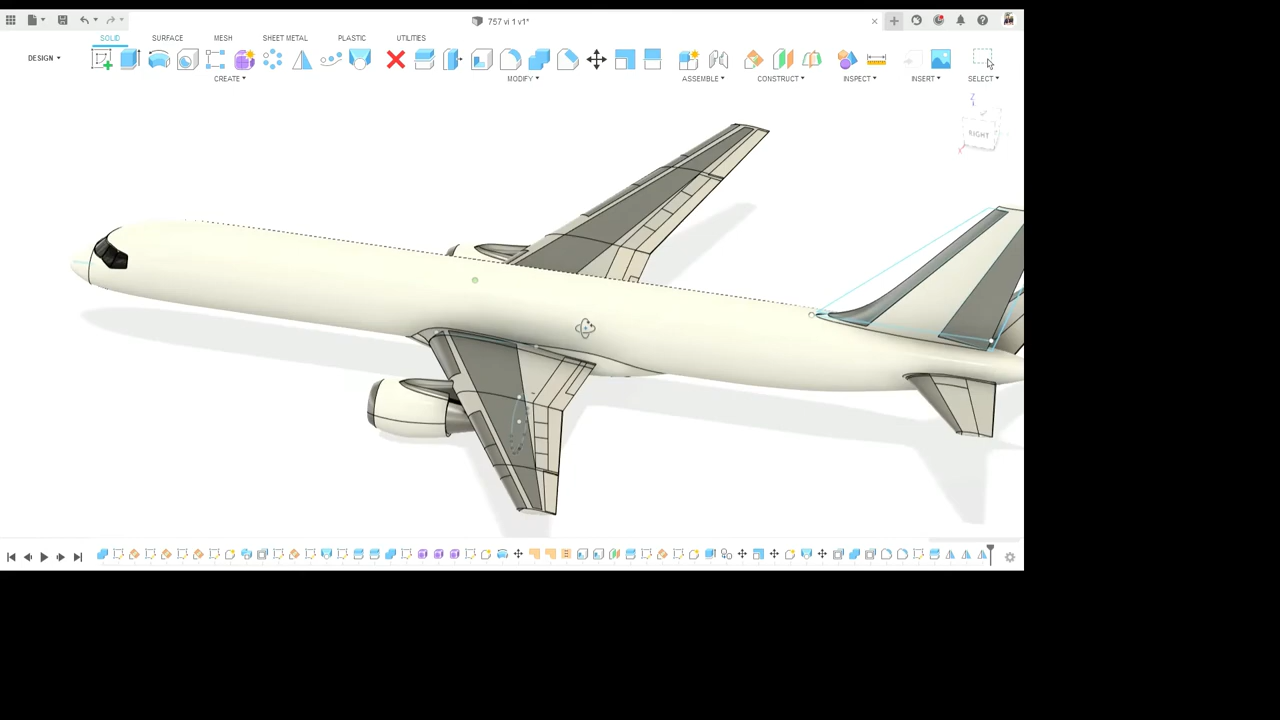 757 vi 1 v1*
SOLID SURFACE MESH SHEET METAL PLASTIC UTILITIES
DESIGN
CREATE MODIFY ASSEMBLE CONSTRUCT INSPECT INSERT SELECT
Z
RIGHT